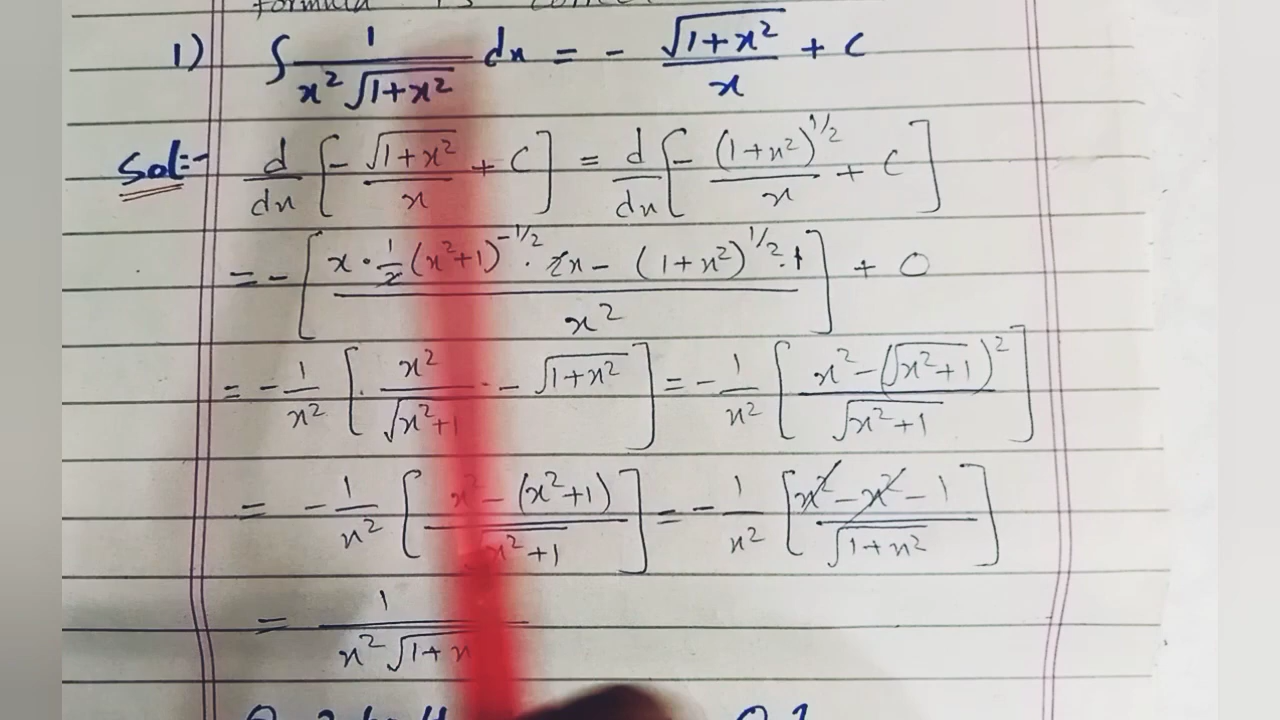 formula is
1) ∫ 1/(x²√(1+x²)) dx = - √(1+x²)/x + C
Sol:- d/dx [- √(1+x²)/x + C] = d/dx [- (1+x²)^1/2/x + C]
= - [(x · 1/2 (x²+1)^-1/2 · 2x - (1+x²)^1/2 · 1)/x²] + 0
= - 1/x² [· x²/√(x²+1) · - √(1+x²)] = - 1/x² [(x² - (√(x²+1))²)/√(x²+1)]
= - 1/x² [(x² - (x²+1))/√(x²+1)] = - 1/x² [(x² - x² - 1)/√(1+x²)]
= 1/(x²√(1+x